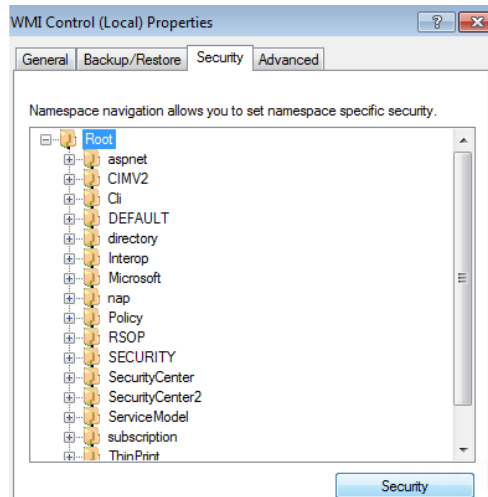 WMI Control (Local) Properties
General Backup/Restore Security Advanced
Namespace navigation allows you to set namespace specific security.
Root
aspnet
CIMV2
Cli
DEFAULT
directory
Interop
Microsoft
nap
Policy
RSOP
SECURITY
SecurityCenter
SecurityCenter2
ServiceModel
subscription
ThinPrint
Security